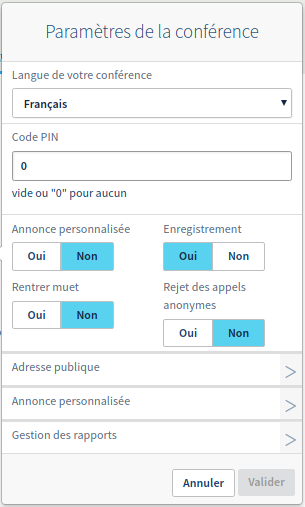 Paramètres de la conférence
Langue de votre conférence
Français
Code PIN
0
vide ou "0" pour aucun
Annonce personnalisée
Enregistrement
Oui Non
Oui Non
Rentrer muet
Rejet des appels
anonymes
Oui Non
Oui Non
Adresse publique
Annonce personnalisée
Gestion des rapports
Annuler
Valider